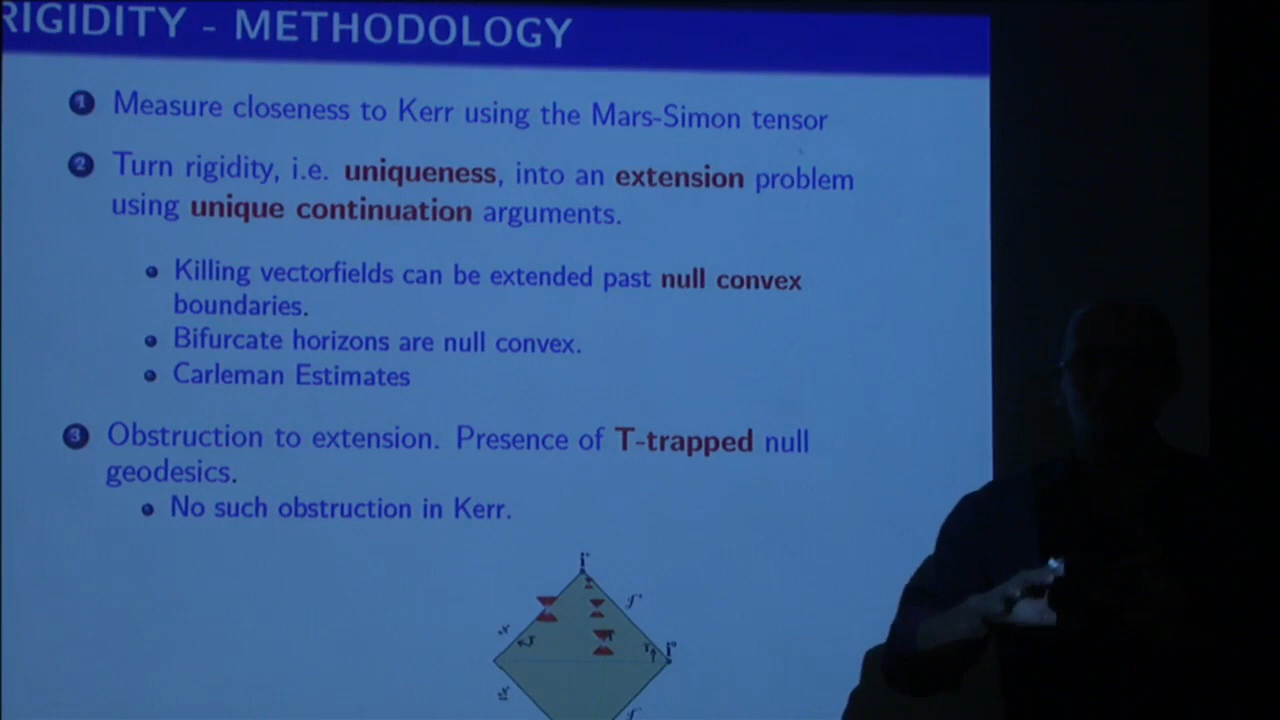 RIGIDITY - METHODOLOGY
1 Measure closeness to Kerr using the Mars-Simon tensor
2 Turn rigidity, i.e. uniqueness, into an extension problem
using unique continuation arguments.
• Killing vectorfields can be extended past null convex
boundaries.
• Bifurcate horizons are null convex.
• Carleman Estimates
3 Obstruction to extension. Presence of T-trapped null
geodesics.
• No such obstruction in Kerr.